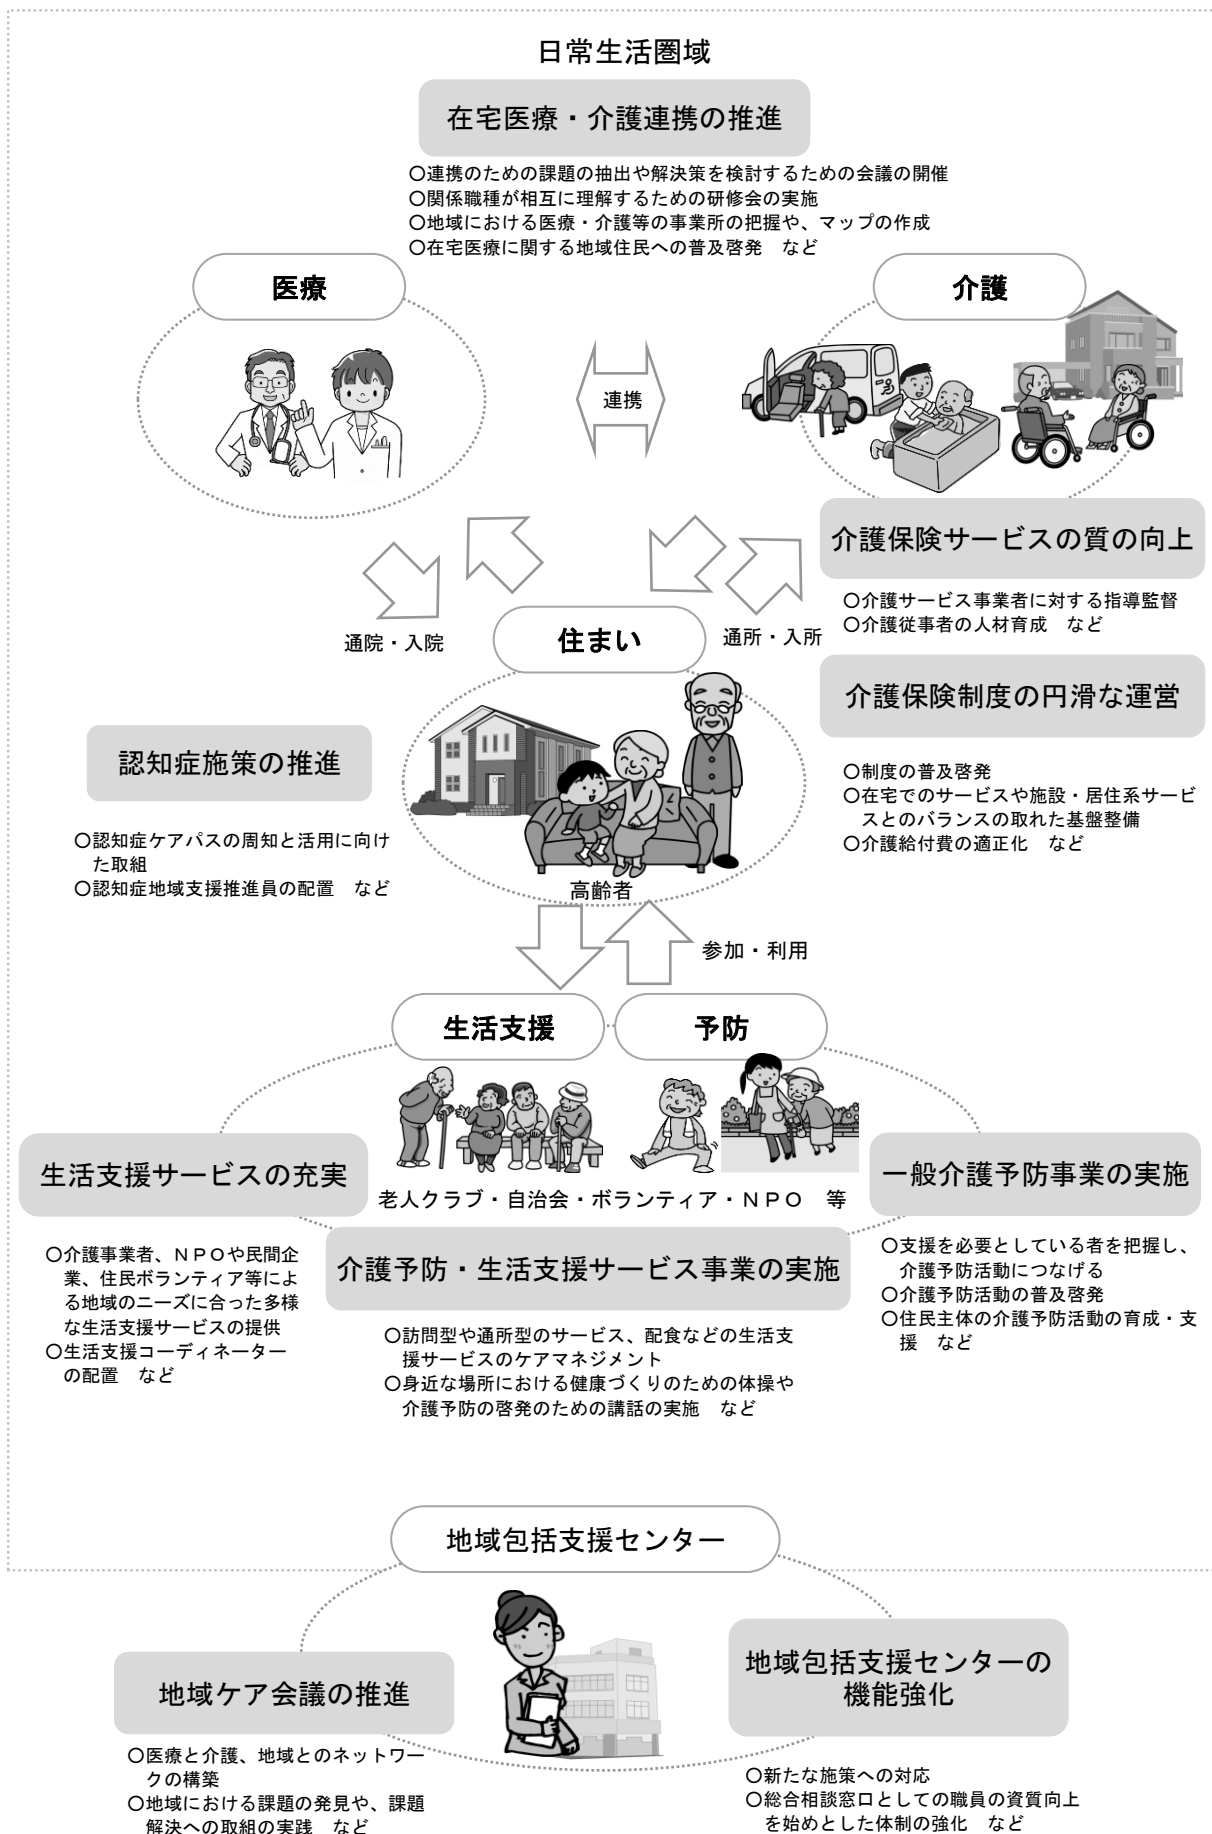 日常生活圏域
在宅医療・介護連携の推進
○連携のための課題の抽出や解決策を検討するための会議の開催
○関係職種が相互に理解するための研修会の実施
○地域における医療・介護等の事業所の把握や、マップの作成
○在宅医療に関する地域住民への普及啓発　など
医療
介護
連携
介護保険サービスの質の向上
○介護サービス事業者に対する指導監督
○介護従事者の人材育成　など
通院・入院
住まい
通所・入所
介護保険制度の円滑な運営
○制度の普及啓発
○在宅でのサービスや施設・居住系サービ
スとのバランスの取れた基盤整備
○介護給付費の適正化　など
認知症施策の推進
○認知症ケアパスの周知と活用に向け
た取組
○認知症地域支援推進員の配置　など
高齢者
参加・利用
生活支援
予防
生活支援サービスの充実
○介護事業者、ＮＰＯや民間企
業、住民ボランティア等によ
る地域のニーズに合った多様
な生活支援サービスの提供
○生活支援コーディネーター
の配置　など
老人クラブ・自治会・ボランティア・ＮＰＯ　等
介護予防・生活支援サービス事業の実施
○訪問型や通所型のサービス、配食などの生活支
援サービスのケアマネジメント
○身近な場所における健康づくりのための体操や
介護予防の啓発のための講話の実施　など
一般介護予防事業の実施
○支援を必要としている者を把握し、
介護予防活動につなげる
○介護予防活動の普及啓発
○住民主体の介護予防活動の育成・支
援　など
地域包括支援センター
地域ケア会議の推進
○医療と介護、地域とのネットワー
クの構築
○地域における課題の発見や、課題
解決への取組の実践　など
地域包括支援センターの
機能強化
○新たな施策への対応
○総合相談窓口としての職員の資質向上
を始めとした体制の強化　など